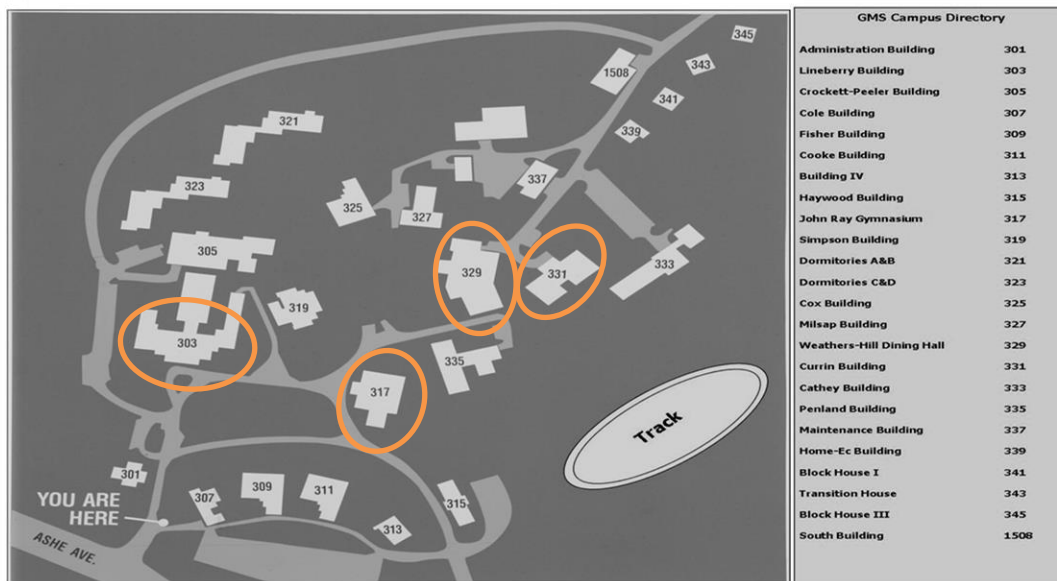 345
343
1508
341
339
321
337
323
325
327
305
329
331
333
319
303
335
317
Track
301
307
309
311
315
313
YOU ARE
HERE
ASHE AVE.
GMS Campus Directory
Administration Building 301
Lineberry Building 303
Crockett-Peeler Building 305
Cole Building 307
Fisher Building 309
Cooke Building 311
Building IV 313
Haywood Building 315
John Ray Gymnasium 317
Simpson Building 319
Dormitories A&B 321
Dormitories C&D 323
Cox Building 325
Milsap Building 327
Weathers-Hill Dining Hall 329
Currin Building 331
Cathey Building 333
Penland Building 335
Maintenance Building 337
Home-Ec Building 339
Block House I 341
Transition House 343
Block House III 345
South Building 1508